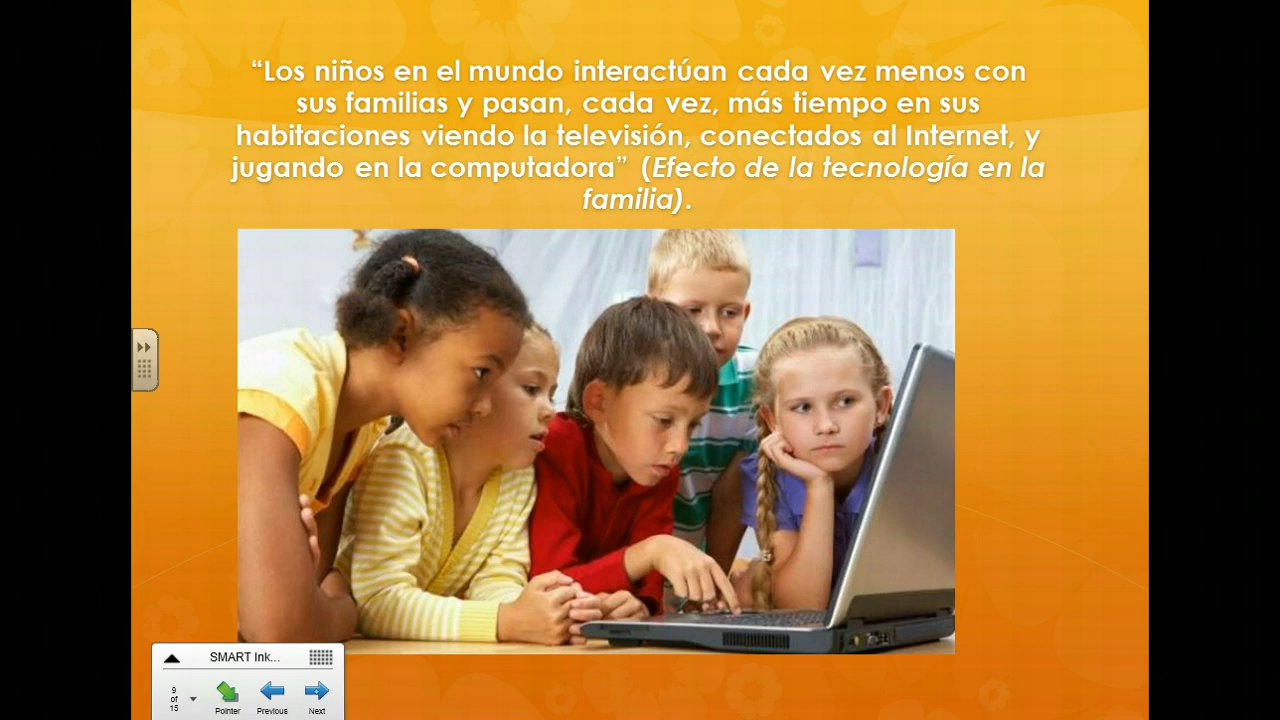 “Los niños en el mundo interactúan cada vez menos con
sus familias y pasan, cada vez, más tiempo en sus
habitaciones viendo la televisión, conectados al Internet, y
jugando en la computadora” (Efecto de la tecnología en la
familia).
SMART Ink...
9
of
15
Pointer
Previous
Next